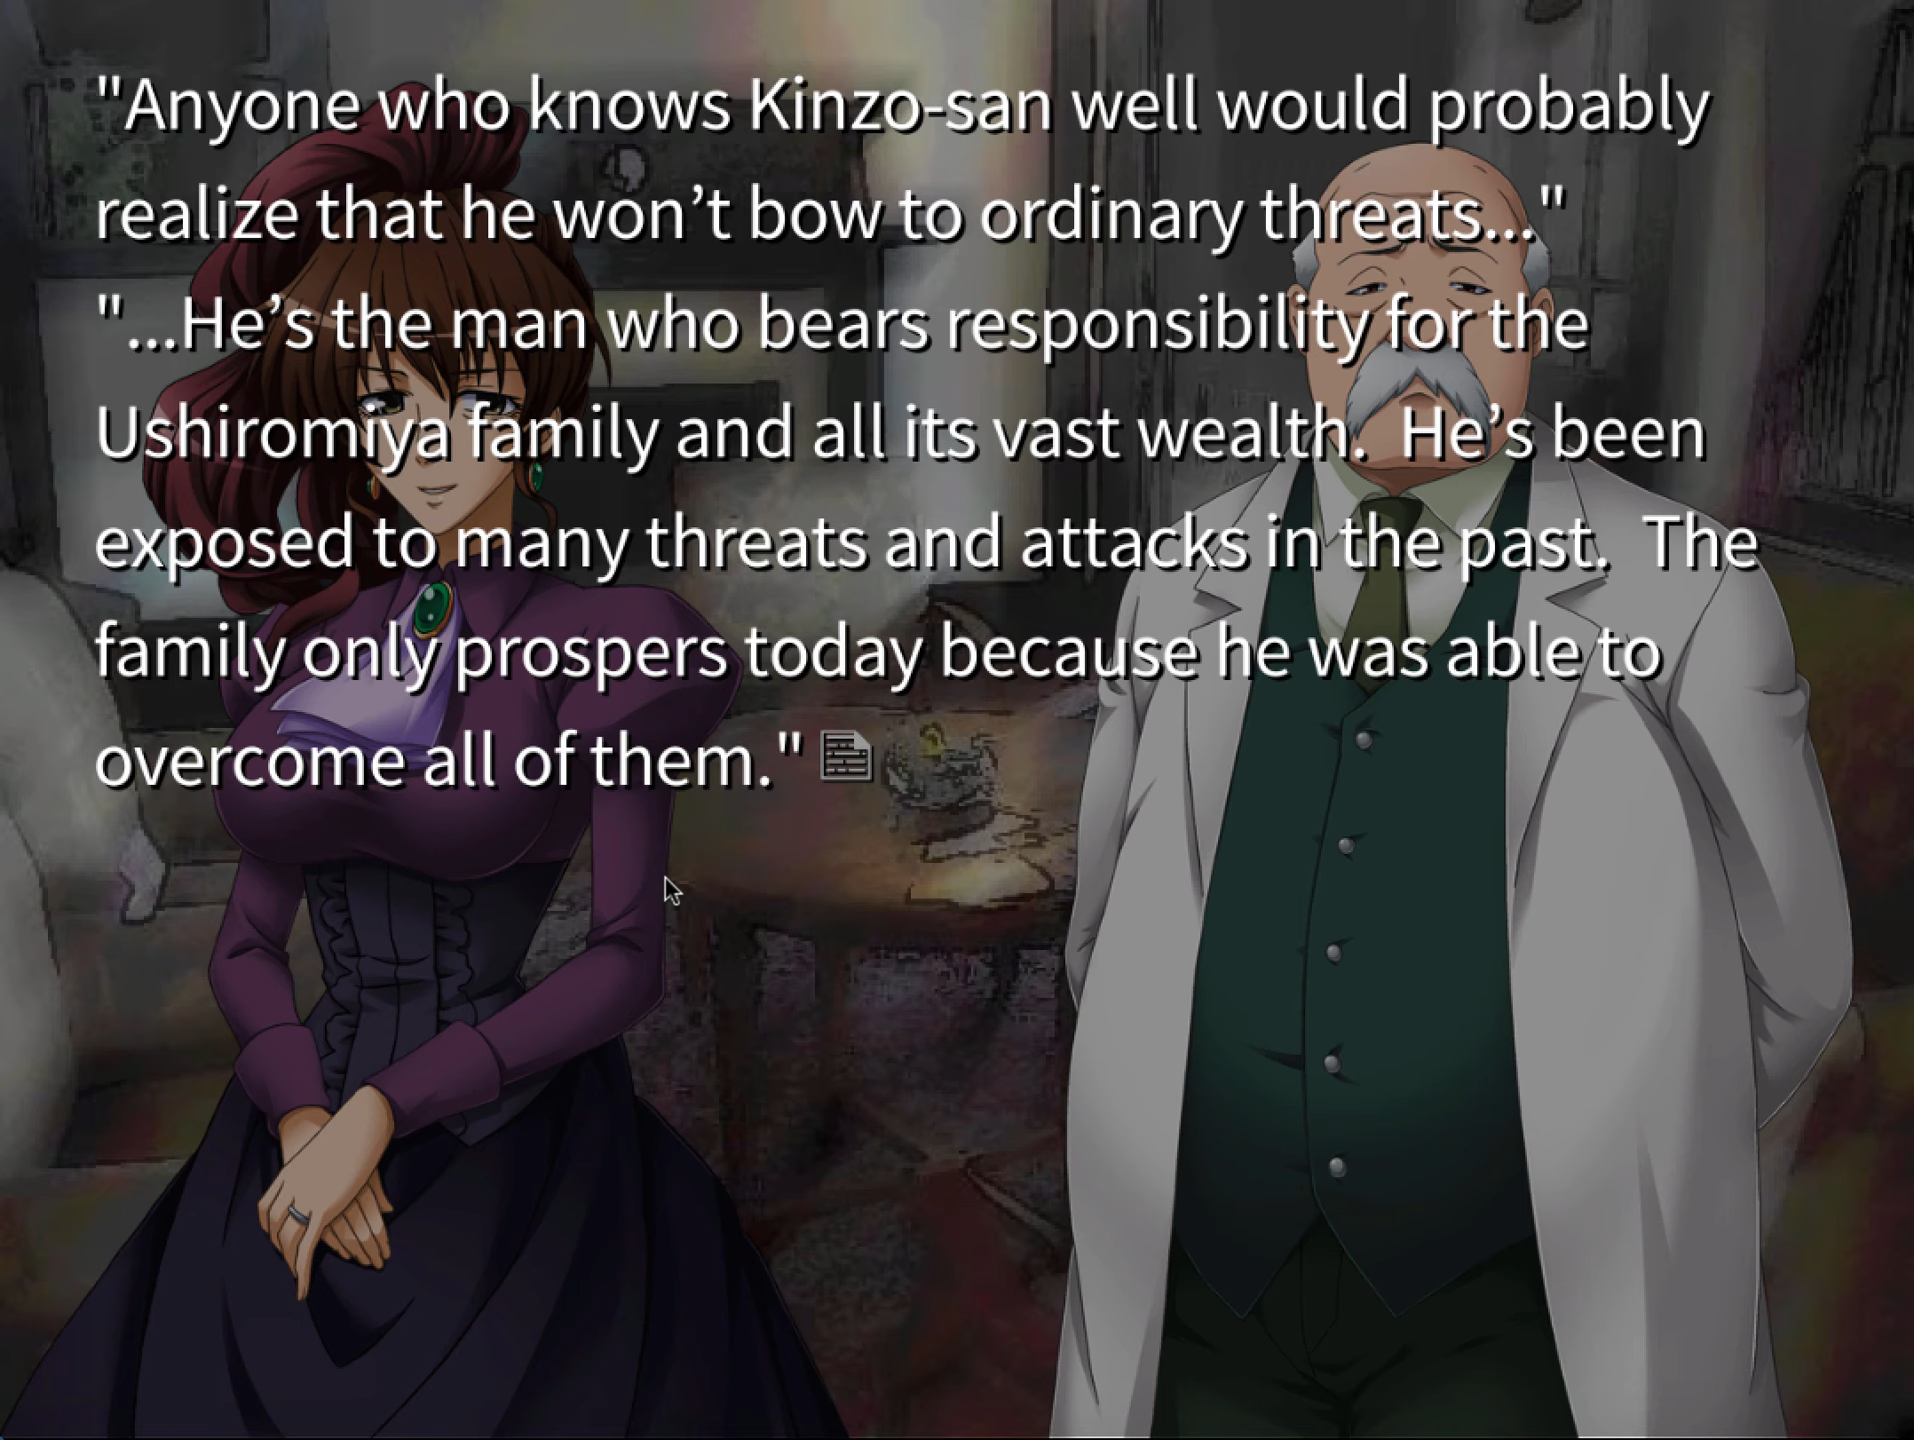 "Anyone who knows Kinzo-san well would probably
realize that he won’t bow to ordinary threats..."
"...He’s the man who bears responsibility for the
Ushiromiya family and all its vast wealth.  He’s been
exposed to many threats and attacks in the past.  The
family only prospers today because he was able to
overcome all of them."